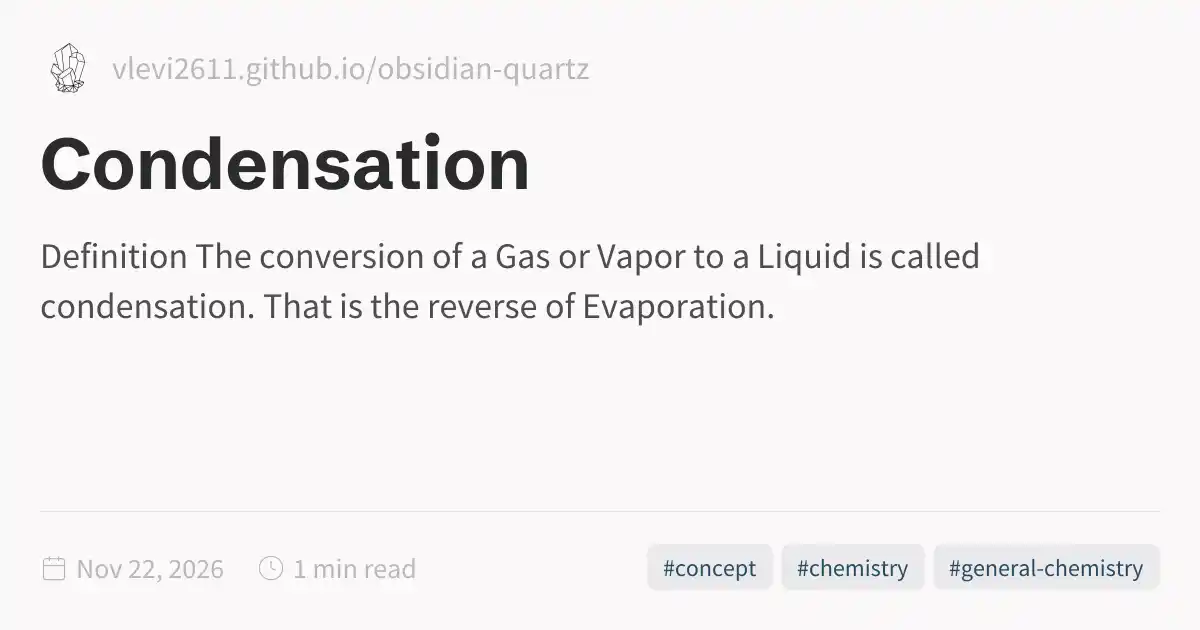 vlevi2611.github.io/obsidian-quartz
Condensation
Definition The conversion of a Gas or Vapor to a Liquid is called
condensation. That is the reverse of Evaporation.
Nov 22, 2026 1 min read #concept #chemistry #general-chemistry